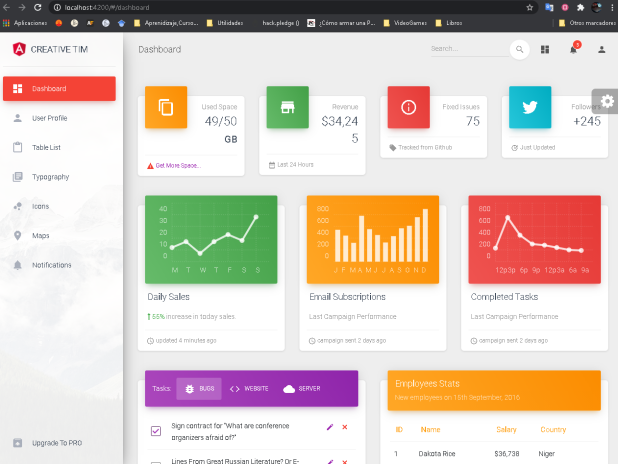 localhost:4200/#/dashboard
Aplicaciones
Aprendizaje,Curso...
Utilidades
hack.pledge ()
¿Cómo armar una P...
VideoGames
Libros
Otros marcadores
CREATIVE TIM
Dashboard
Search...
5
Dashboard
User Profile
Table List
Typography
Icons
Maps
Notifications
Upgrade To PRO
Used Space
49/50
GB
Get More Space...
Revenue
$34,24
5
Last 24 Hours
Fixed Issues
75
Tracked from Github
Followers
+245
Just Updated
40
30
20
10
0
M T W T F S S
Daily Sales
55% increase in today sales.
updated 4 minutes ago
800
600
400
200
0
J F M A M J J A S O N D
Email Subscriptions
Last Campaign Performance
campaign sent 2 days ago
800
600
400
200
0
12p 3p 6p 9p 12p 3a 6a 9a
Completed Tasks
Last Campaign Performance
campaign sent 2 days ago
Tasks:
BUGS
WEBSITE
SERVER
Sign contract for "What are conference
organizers afraid of?"
Lines From Great Russian Literature? Or E-
Employees Stats
New employees on 15th September, 2016
ID Name Salary Country
1 Dakota Rice $36,738 Niger